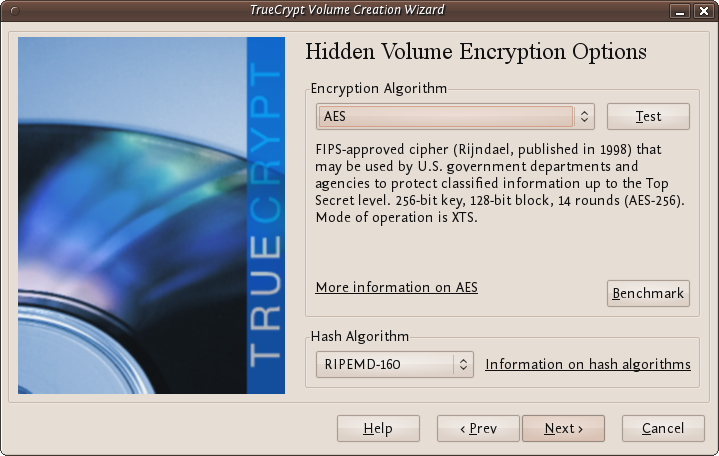 TrueCrypt Volume Creation Wizard
TRUECRYPT
Hidden Volume Encryption Options
Encryption Algorithm
AES
Test
FIPS-approved cipher (Rijndael, published in 1998) that
may be used by U.S. government departments and
agencies to protect classified information up to the Top
Secret level. 256-bit key, 128-bit block, 14 rounds (AES-256).
Mode of operation is XTS.
More information on AES
Benchmark
Hash Algorithm
RIPEMD-160
Information on hash algorithms
Help
< Prev
Next >
Cancel